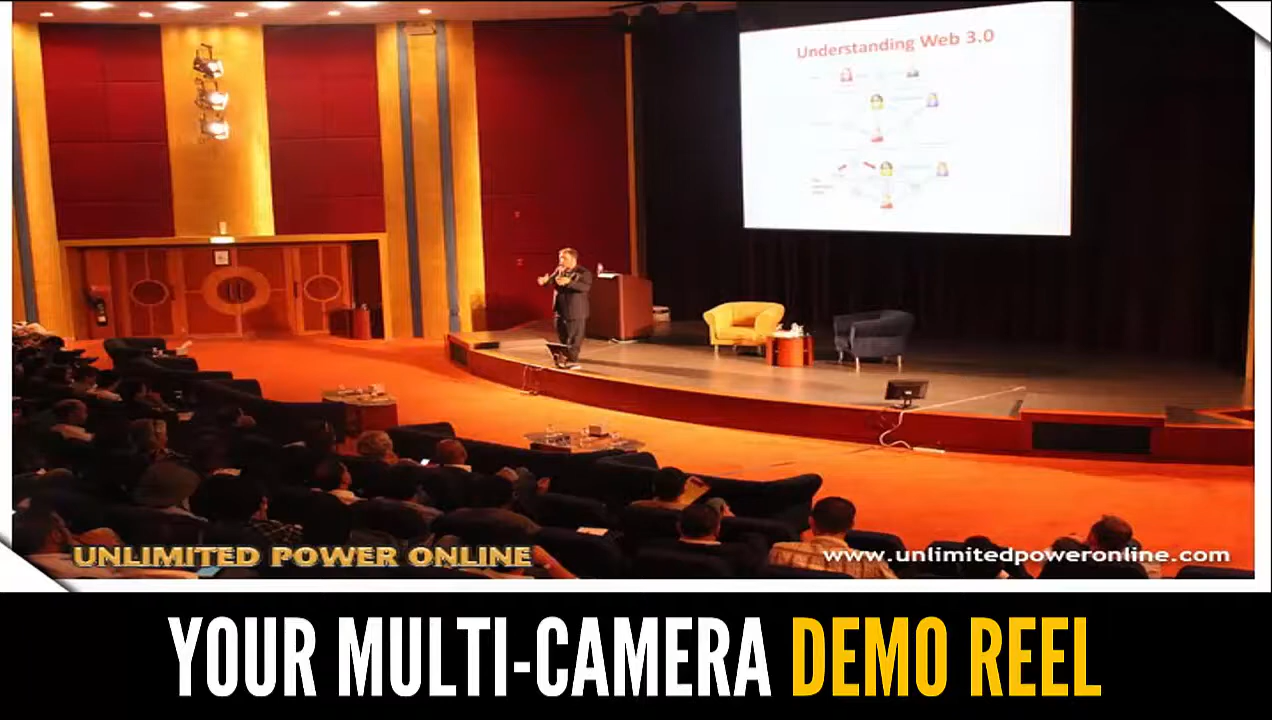 Understanding Web 3.0
UNLIMITED POWER ONLINE
www.unlimitedpoweronline.com
YOUR MULTI-CAMERA DEMO REEL